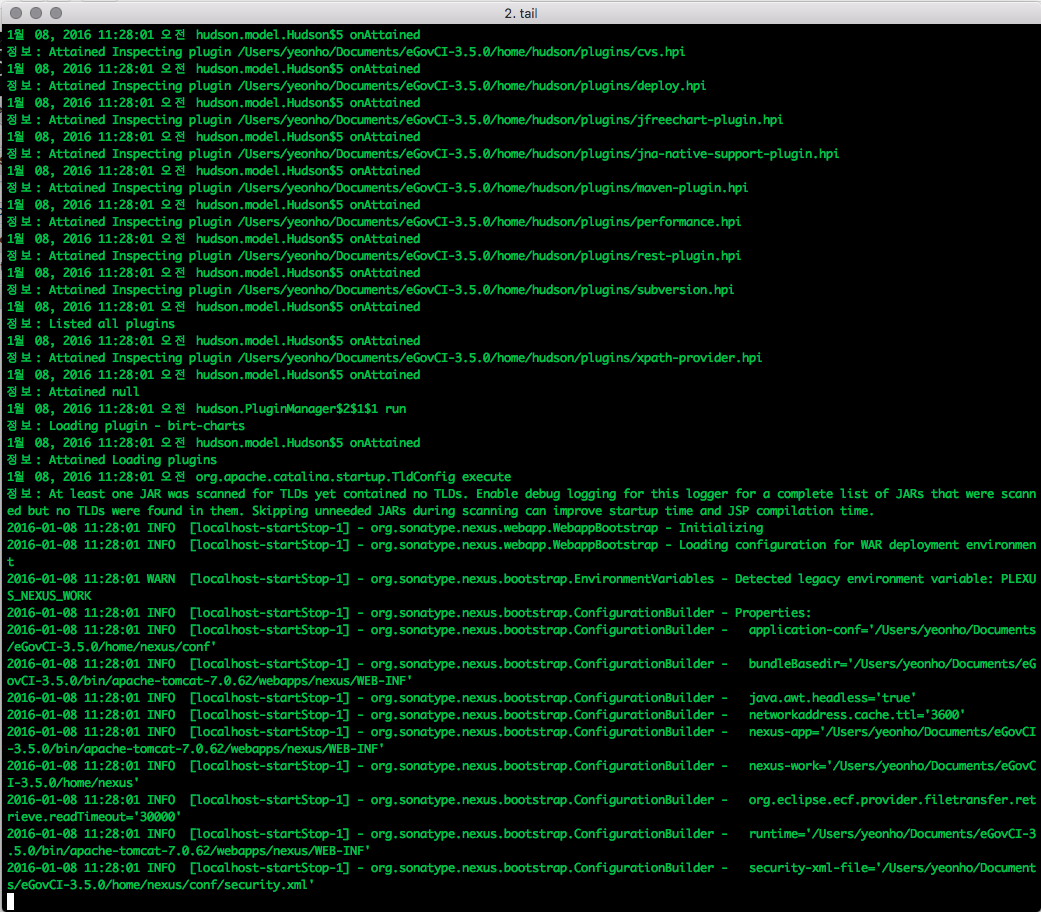 2. tail
1월  08, 2016 11:28:01 오전  hudson.model.Hudson$5 onAttained
정보: Attained Inspecting plugin /Users/yeonho/Documents/eGovCI-3.5.0/home/hudson/plugins/cvs.hpi
1월  08, 2016 11:28:01 오전  hudson.model.Hudson$5 onAttained
정보: Attained Inspecting plugin /Users/yeonho/Documents/eGovCI-3.5.0/home/hudson/plugins/deploy.hpi
1월  08, 2016 11:28:01 오전  hudson.model.Hudson$5 onAttained
정보: Attained Inspecting plugin /Users/yeonho/Documents/eGovCI-3.5.0/home/hudson/plugins/jfreechart-plugin.hpi
1월  08, 2016 11:28:01 오전  hudson.model.Hudson$5 onAttained
정보: Attained Inspecting plugin /Users/yeonho/Documents/eGovCI-3.5.0/home/hudson/plugins/jna-native-support-plugin.hpi
1월  08, 2016 11:28:01 오전  hudson.model.Hudson$5 onAttained
정보: Attained Inspecting plugin /Users/yeonho/Documents/eGovCI-3.5.0/home/hudson/plugins/maven-plugin.hpi
1월  08, 2016 11:28:01 오전  hudson.model.Hudson$5 onAttained
정보: Attained Inspecting plugin /Users/yeonho/Documents/eGovCI-3.5.0/home/hudson/plugins/performance.hpi
1월  08, 2016 11:28:01 오전  hudson.model.Hudson$5 onAttained
정보: Attained Inspecting plugin /Users/yeonho/Documents/eGovCI-3.5.0/home/hudson/plugins/rest-plugin.hpi
1월  08, 2016 11:28:01 오전  hudson.model.Hudson$5 onAttained
정보: Attained Inspecting plugin /Users/yeonho/Documents/eGovCI-3.5.0/home/hudson/plugins/subversion.hpi
1월  08, 2016 11:28:01 오전  hudson.model.Hudson$5 onAttained
정보: Listed all plugins
1월  08, 2016 11:28:01 오전  hudson.model.Hudson$5 onAttained
정보: Attained Inspecting plugin /Users/yeonho/Documents/eGovCI-3.5.0/home/hudson/plugins/xpath-provider.hpi
1월  08, 2016 11:28:01 오전  hudson.model.Hudson$5 onAttained
정보: Attained null
1월  08, 2016 11:28:01 오전  hudson.PluginManager$2$1$1 run
정보: Loading plugin - birt-charts
1월  08, 2016 11:28:01 오전  hudson.model.Hudson$5 onAttained
정보: Attained Loading plugins
1월  08, 2016 11:28:01 오전  org.apache.catalina.startup.TldConfig execute
정보: At least one JAR was scanned for TLDs yet contained no TLDs. Enable debug logging for this logger for a complete list of JARs that were scann
ed but no TLDs were found in them. Skipping unneeded JARs during scanning can improve startup time and JSP compilation time.
2016-01-08 11:28:01 INFO  [localhost-startStop-1] - org.sonatype.nexus.webapp.WebappBootstrap - Initializing
2016-01-08 11:28:01 INFO  [localhost-startStop-1] - org.sonatype.nexus.webapp.WebappBootstrap - Loading configuration for WAR deployment environmen
t
2016-01-08 11:28:01 WARN  [localhost-startStop-1] - org.sonatype.nexus.bootstrap.EnvironmentVariables - Detected legacy environment variable: PLEXU
S_NEXUS_WORK
2016-01-08 11:28:01 INFO  [localhost-startStop-1] - org.sonatype.nexus.bootstrap.ConfigurationBuilder - Properties:
2016-01-08 11:28:01 INFO  [localhost-startStop-1] - org.sonatype.nexus.bootstrap.ConfigurationBuilder -   application-conf='/Users/yeonho/Documents
/eGovCI-3.5.0/home/nexus/conf'
2016-01-08 11:28:01 INFO  [localhost-startStop-1] - org.sonatype.nexus.bootstrap.ConfigurationBuilder -   bundleBasedir='/Users/yeonho/Documents/eG
ovCI-3.5.0/bin/apache-tomcat-7.0.62/webapps/nexus/WEB-INF'
2016-01-08 11:28:01 INFO  [localhost-startStop-1] - org.sonatype.nexus.bootstrap.ConfigurationBuilder -   java.awt.headless='true'
2016-01-08 11:28:01 INFO  [localhost-startStop-1] - org.sonatype.nexus.bootstrap.ConfigurationBuilder -   networkaddress.cache.ttl='3600'
2016-01-08 11:28:01 INFO  [localhost-startStop-1] - org.sonatype.nexus.bootstrap.ConfigurationBuilder -   nexus-app='/Users/yeonho/Documents/eGovCI
-3.5.0/bin/apache-tomcat-7.0.62/webapps/nexus/WEB-INF'
2016-01-08 11:28:01 INFO  [localhost-startStop-1] - org.sonatype.nexus.bootstrap.ConfigurationBuilder -   nexus-work='/Users/yeonho/Documents/eGovC
I-3.5.0/home/nexus'
2016-01-08 11:28:01 INFO  [localhost-startStop-1] - org.sonatype.nexus.bootstrap.ConfigurationBuilder -   org.eclipse.ecf.provider.filetransfer.ret
rieve.readTimeout='30000'
2016-01-08 11:28:01 INFO  [localhost-startStop-1] - org.sonatype.nexus.bootstrap.ConfigurationBuilder -   runtime='/Users/yeonho/Documents/eGovCI-3
.5.0/bin/apache-tomcat-7.0.62/webapps/nexus/WEB-INF'
2016-01-08 11:28:01 INFO  [localhost-startStop-1] - org.sonatype.nexus.bootstrap.ConfigurationBuilder -   security-xml-file='/Users/yeonho/Document
s/eGovCI-3.5.0/home/nexus/conf/security.xml'